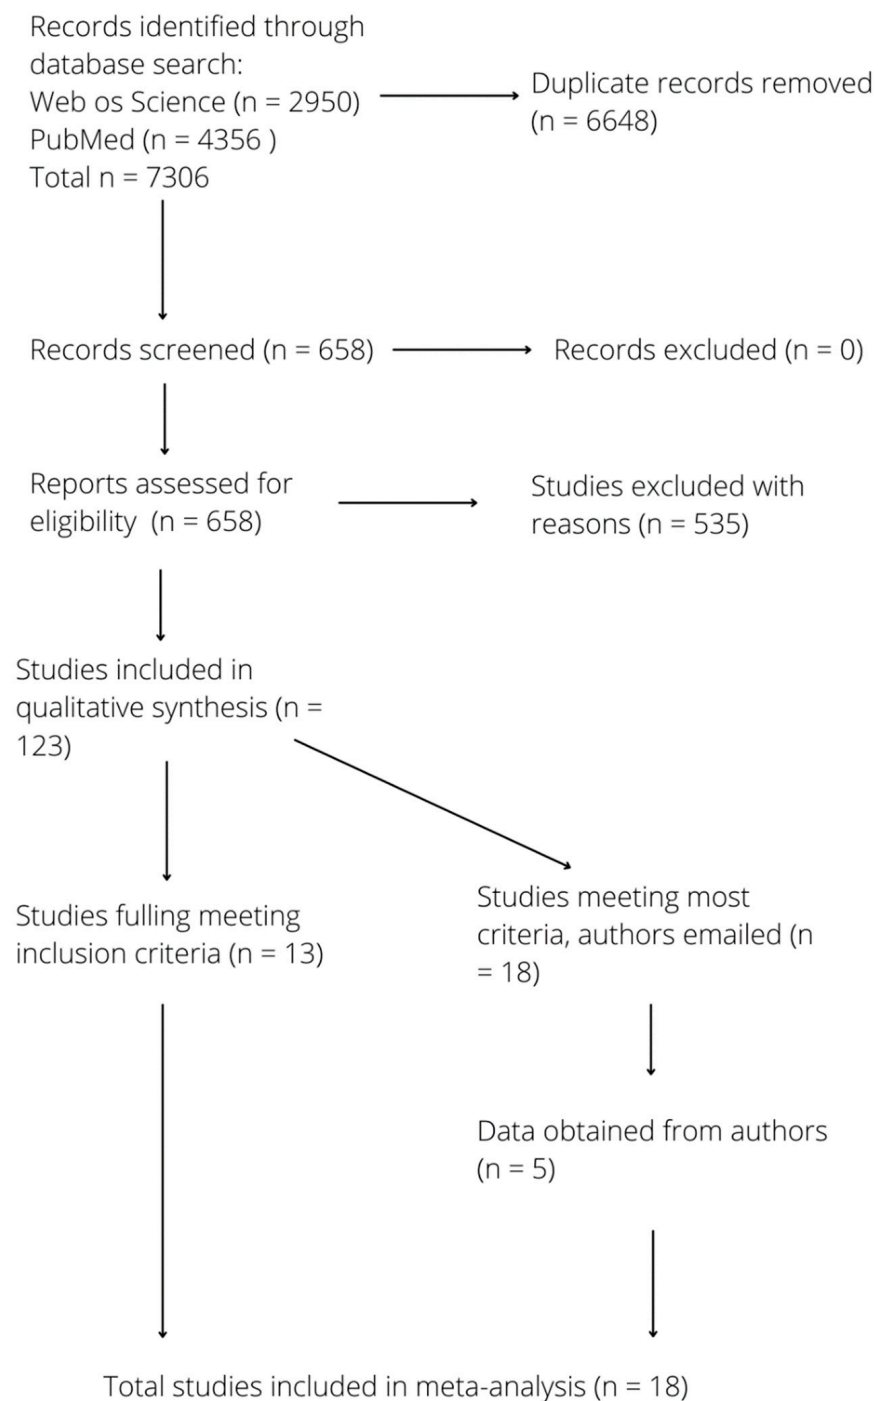 Records identified through
database search:
Web os Science (n = 2950)
PubMed (n = 4356 )
Total n = 7306
Duplicate records removed
(n = 6648)
Records screened (n = 658)
Records excluded (n = 0)
Reports assessed for
eligibility  (n = 658)
Studies excluded with
reasons (n = 535)
Studies included in
qualitative synthesis (n =
123)
Studies fulling meeting
inclusion criteria (n = 13)
Studies meeting most
criteria, authors emailed (n
= 18)
Data obtained from authors
(n = 5)
Total studies included in meta-analysis (n = 18)